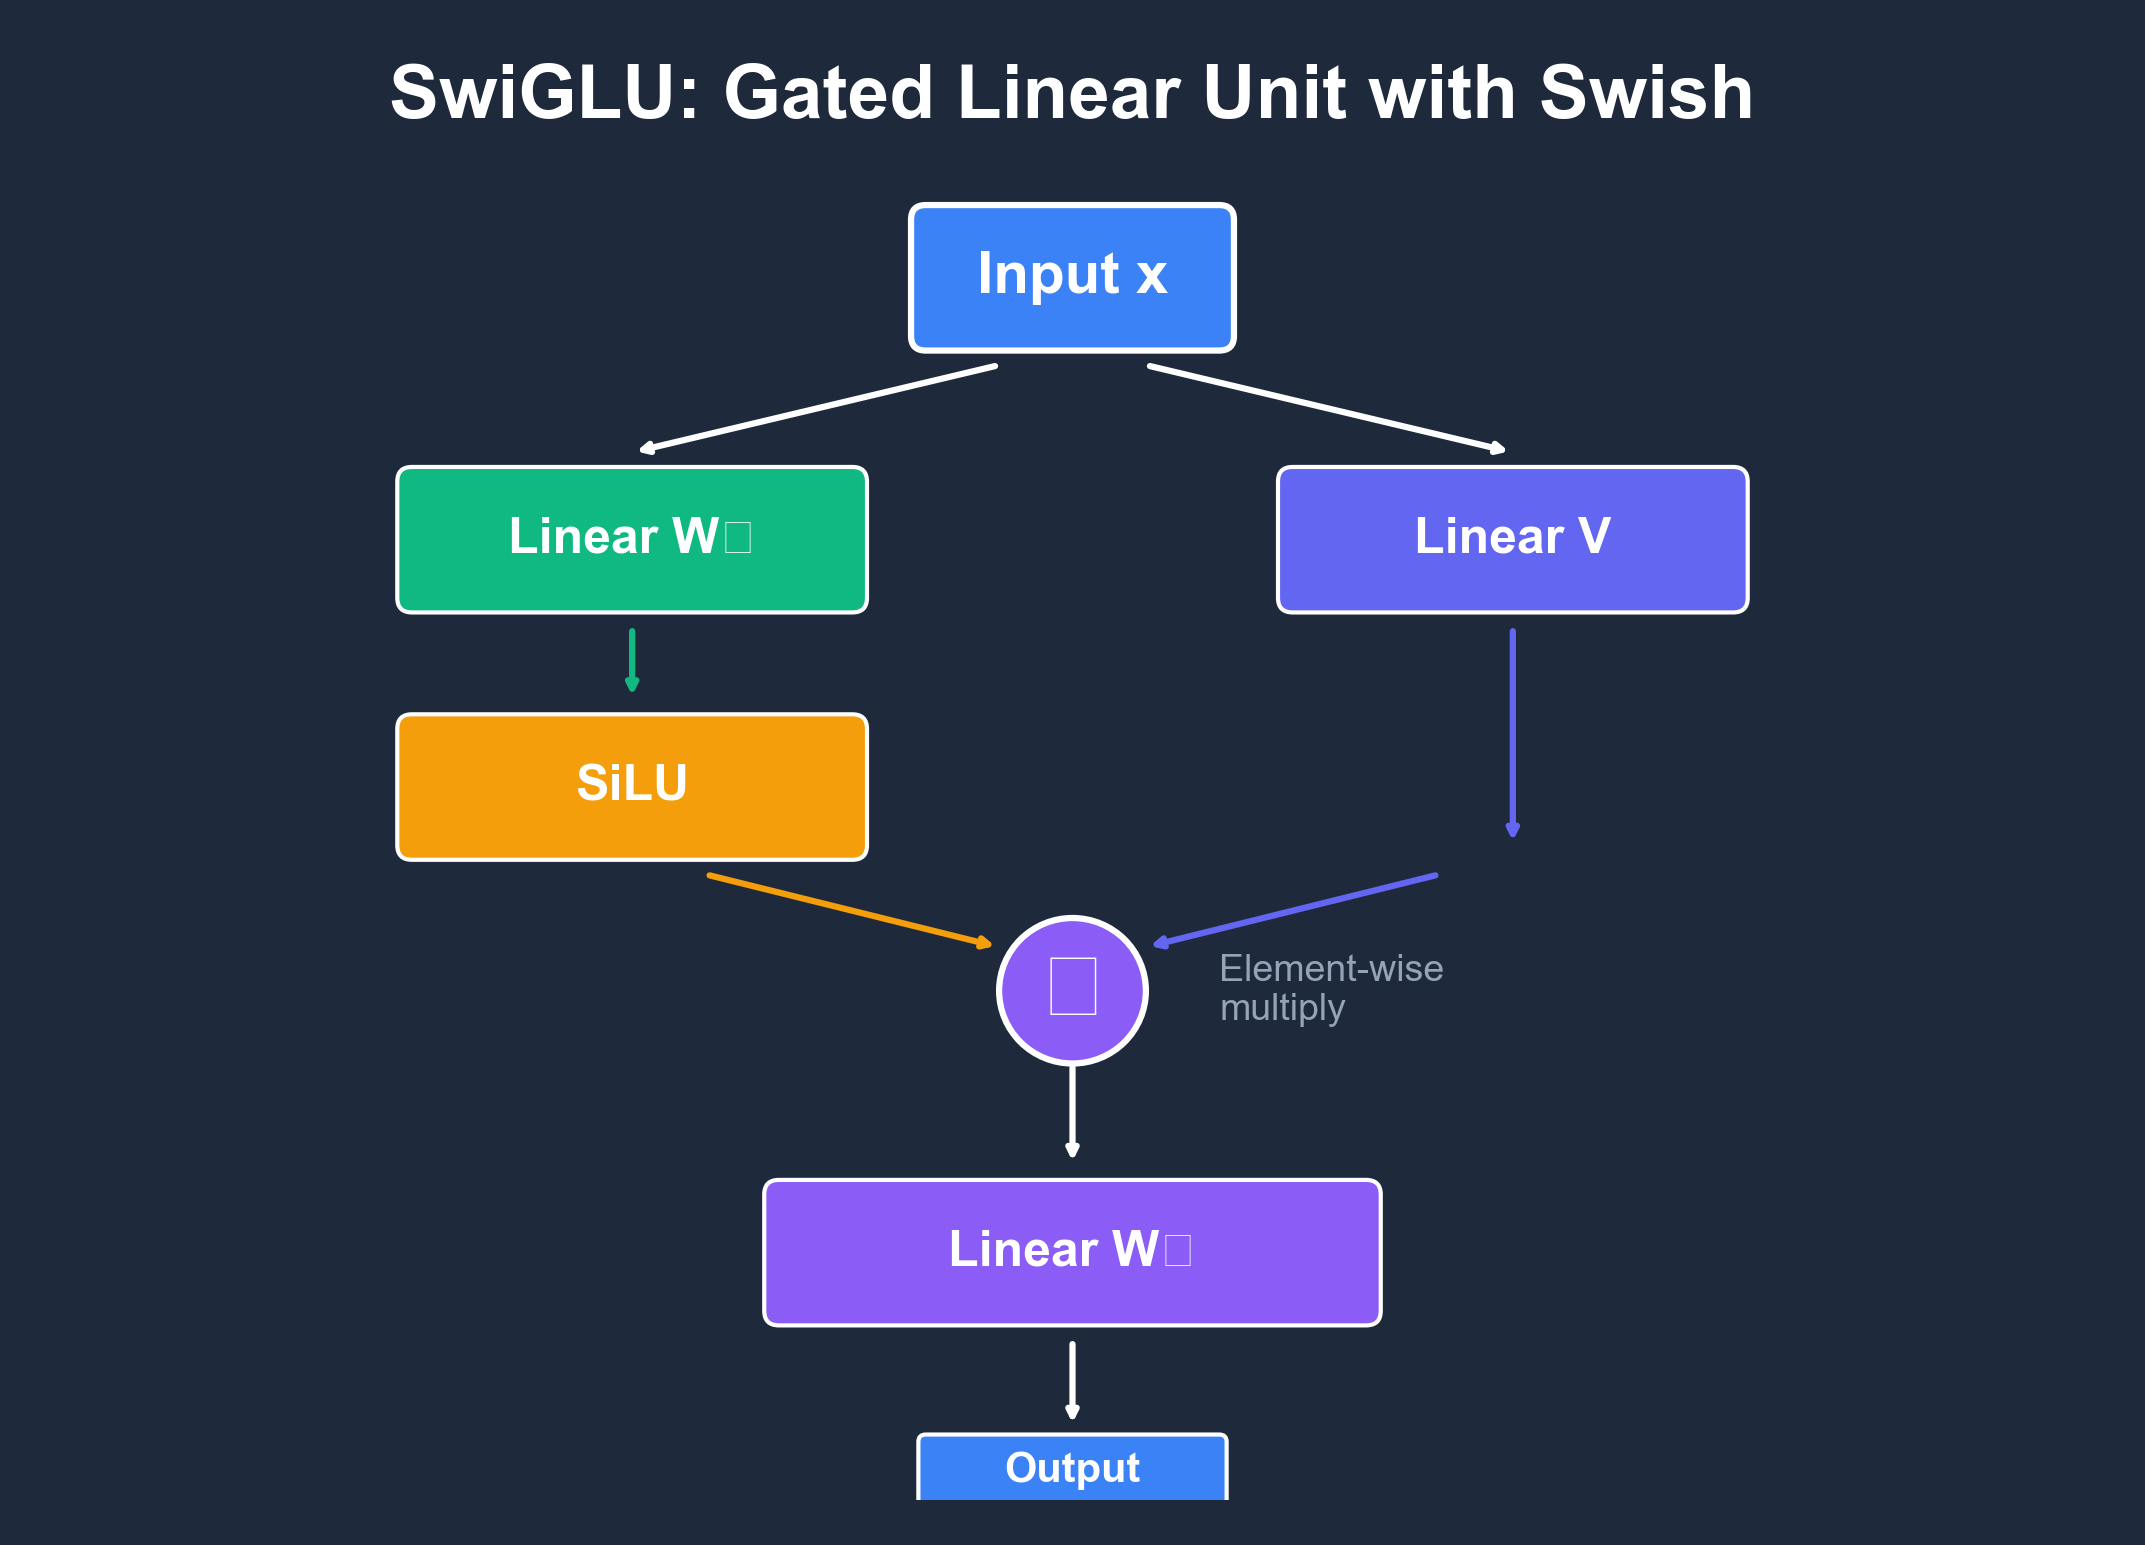 SwiGLU: Gated Linear Unit with Swish
Input x
Linear W□
Linear V
SiLU
□
Element-wise
multiply
Linear W□
Output